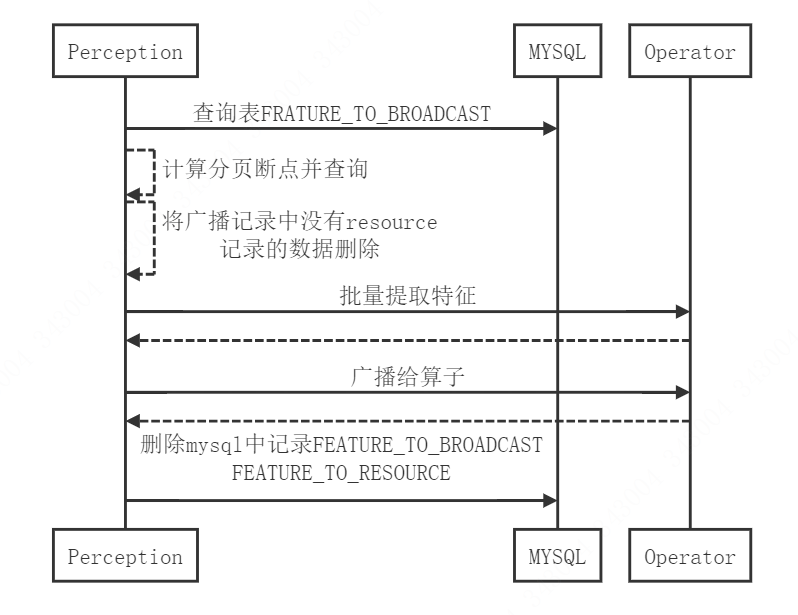 Perception MYSQL Operator
查询表FRATURE_TO_BROADCAST
计算分页断点并查询
将广播记录中没有resource
记录的数据删除
批量提取特征
广播给算子
删除mysql中记录FEATURE_TO_BROADCAST
FEATURE_TO_RESOURCE
Perception MYSQL Operator